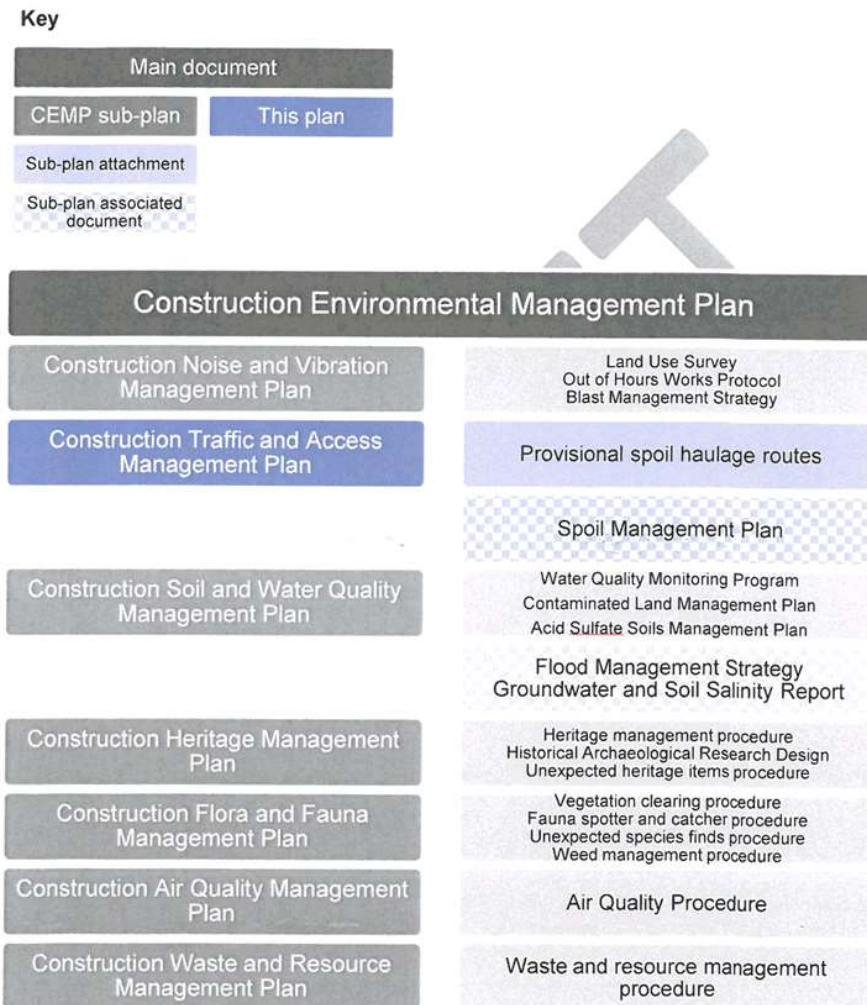 Key
Main document
CEMP sub-plan
This plan
Sub-plan attachment
Sub-plan associated
document
Construction Environmental Management Plan
Construction Noise and Vibration
Management Plan
Land Use Survey
Out of Hours Works Protocol
Blast Management Strategy
Construction Traffic and Access
Management Plan
Provisional spoil haulage routes
Spoil Management Plan
Construction Soil and Water Quality
Management Plan
Water Quality Monitoring Program
Contaminated Land Management Plan
Acid Sulfate Soils Management Plan
Flood Management Strategy
Groundwater and Soil Salinity Report
Construction Heritage Management
Plan
Heritage management procedure
Historical Archaeological Research Design
Unexpected heritage items procedure
Construction Flora and Fauna
Management Plan
Vegetation clearing procedure
Fauna spotter and catcher procedure
Unexpected species finds procedure
Weed management procedure
Construction Air Quality Management
Plan
Air Quality Procedure
Construction Waste and Resource
Management Plan
Waste and resource management
procedure